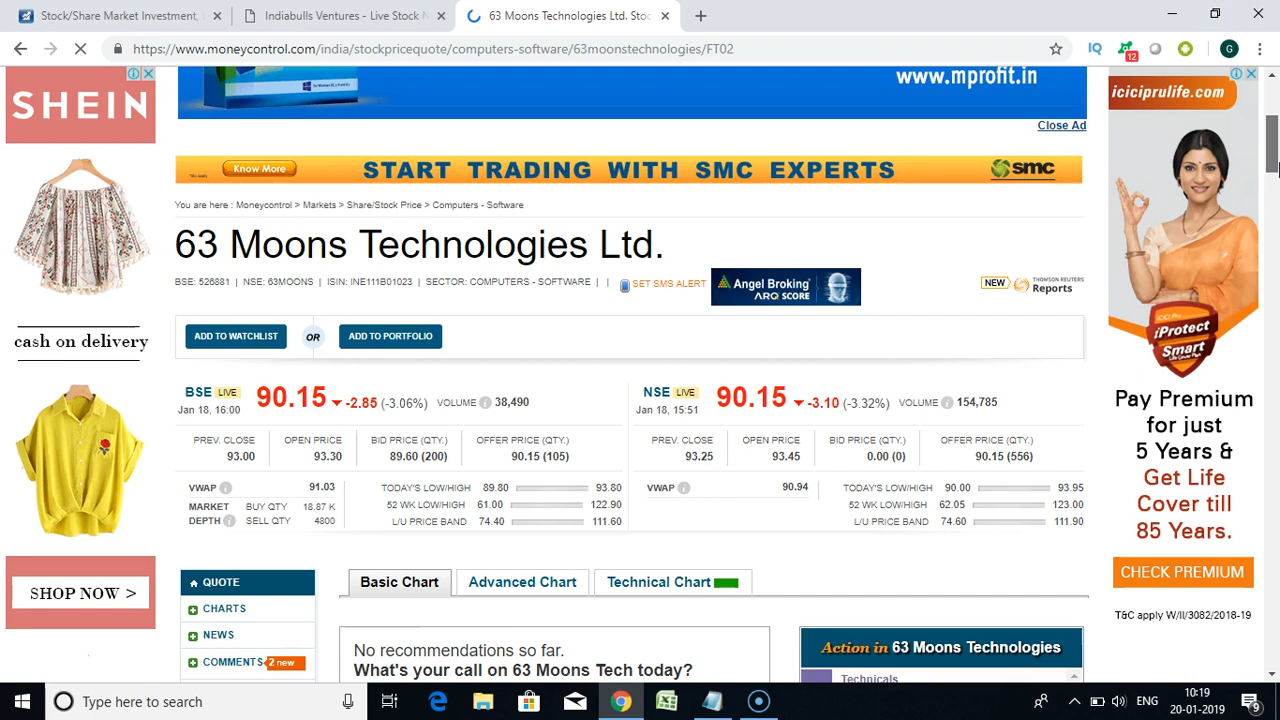 Stock/Share Market Investment,
Indiabulls Ventures - Live Stock
63 Moons Technologies Ltd. Stoc
https://www.moneycontrol.com/india/stockpricequote/computers-software/63moonstechnologies/FT02
IQ
12
G
SHEIN
cash on delivery
SHOP NOW >
www.mprofit.in
Close Ad
Know More
START TRADING WITH SMC EXPERTS
smc
You are here : Moneycontrol > Markets > Share/Stock Price > Computers - Software
63 Moons Technologies Ltd.
BSE: 526881 | NSE: 63MOONS | ISIN: INE111B01023 | SECTOR: COMPUTERS - SOFTWARE | |
SET SMS ALERT
Angel Broking
ARQ SCORE
NEW
THOMSON REUTERS
Reports
ADD TO WATCHLIST
OR
ADD TO PORTFOLIO
BSE LIVE
Jan 18, 16:00
90.15 -2.85 (-3.06%) VOLUME 38,490
PREV. CLOSE OPEN PRICE BID PRICE (QTY.) OFFER PRICE (QTY.)
93.00 93.30 89.60 (200) 90.15 (105)
VWAP 91.03
MARKET DEPTH
BUY QTY 18.87 K
SELL QTY 4800
TODAY'S LOW/HIGH 89.80 93.80
52 WK LOW/HIGH 61.00 122.90
L/U PRICE BAND 74.40 111.60
NSE LIVE
Jan 18, 15:51
90.15 -3.10 (-3.32%) VOLUME 154,785
PREV. CLOSE OPEN PRICE BID PRICE (QTY.) OFFER PRICE (QTY.)
93.25 93.45 0.00 (0) 90.15 (556)
VWAP 90.94
TODAY'S LOW/HIGH 90.00 93.95
52 WK LOW/HIGH 62.05 123.00
L/U PRICE BAND 74.60 111.90
QUOTE
CHARTS
NEWS
COMMENTS 2 new
Basic Chart
Advanced Chart
Technical Chart
No recommendations so far.
What's your call on 63 Moons Tech today?
Action in 63 Moons Technologies
Technicals
iciciprulife.com
iProtect
Smart
Pay Premium
for just
5 Years &
Get Life
Cover till
85 Years.
CHECK PREMIUM
T&C apply W/II/3082/2018-19
Type here to search
ENG
10:19
20-01-2019
9